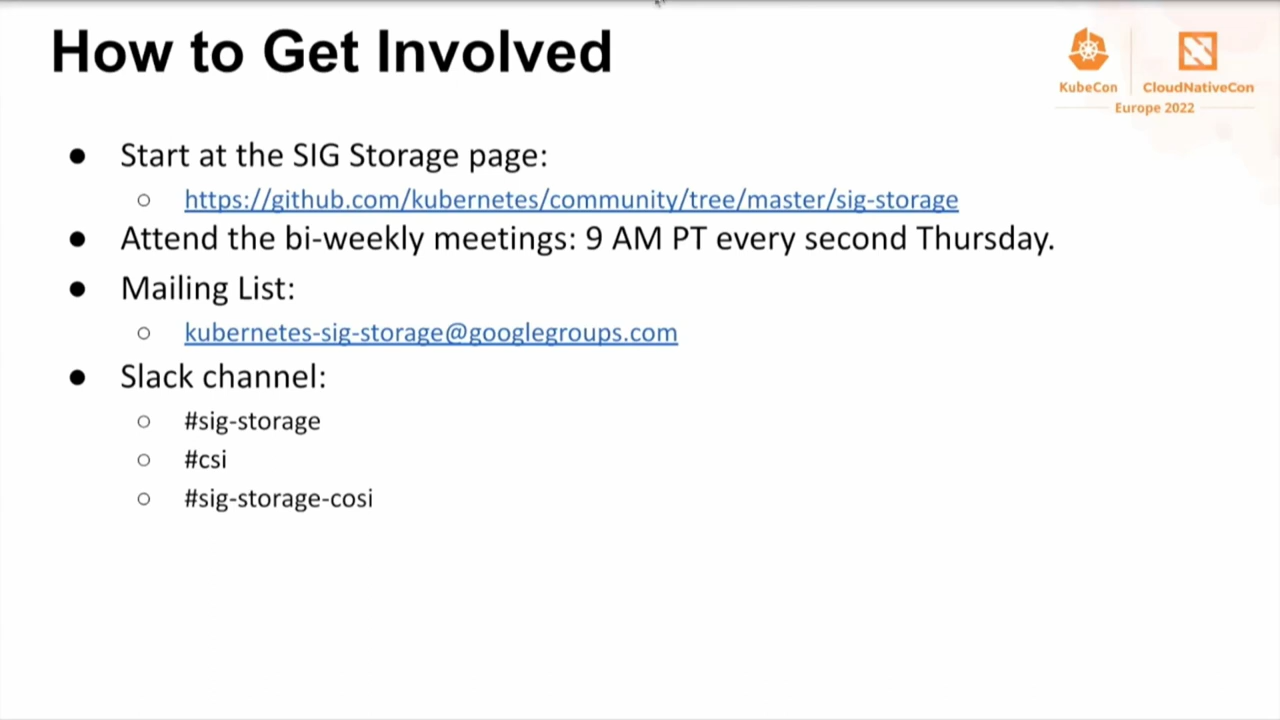 How to Get Involved
KubeCon
CloudNativeCon
Europe 2022
● Start at the SIG Storage page:
○ https://github.com/kubernetes/community/tree/master/sig-storage
● Attend the bi-weekly meetings: 9 AM PT every second Thursday.
● Mailing List:
○ kubernetes-sig-storage@googlegroups.com
● Slack channel:
○ #sig-storage
○ #csi
○ #sig-storage-cosi